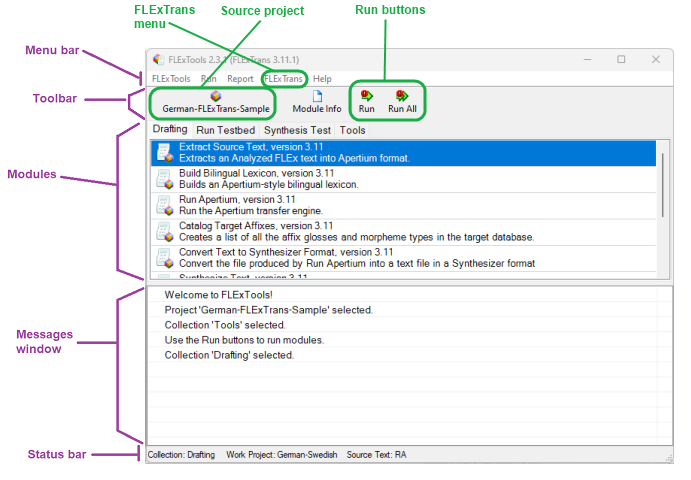 FLExTrans
menu
Source project
Run buttons
Menu bar
FLExTools 2.3.1 (FLExTrans 3.11.1)
FLExTools Run Report FLExTrans Help
Toolbar
German-FLExTrans-Sample Module Info Run Run All
Drafting Run Testbed Synthesis Test Tools
Modules
Extract Source Text, version 3.11
Extracts an Analyzed FLEx text into Apertium format.
Build Bilingual Lexicon, version 3.11
Builds an Apertium-style bilingual lexicon.
Run Apertium, version 3.11
Run the Apertium transfer engine.
Catalog Target Affixes, version 3.11
Creates a list of all the affix glosses and morpheme types in the target database.
Convert Text to Synthesizer Format, version 3.11
Convert the file produced by Run Apertium into a text file in a Synthesizer format
Synthesize Text, version 3.11
Messages
window
Welcome to FLExTools!
Project 'German-FLExTrans-Sample' selected.
Collection 'Tools' selected.
Use the Run buttons to run modules.
Collection 'Drafting' selected.
Status bar
Collection: Drafting Work Project: German-Swedish Source Text: RA